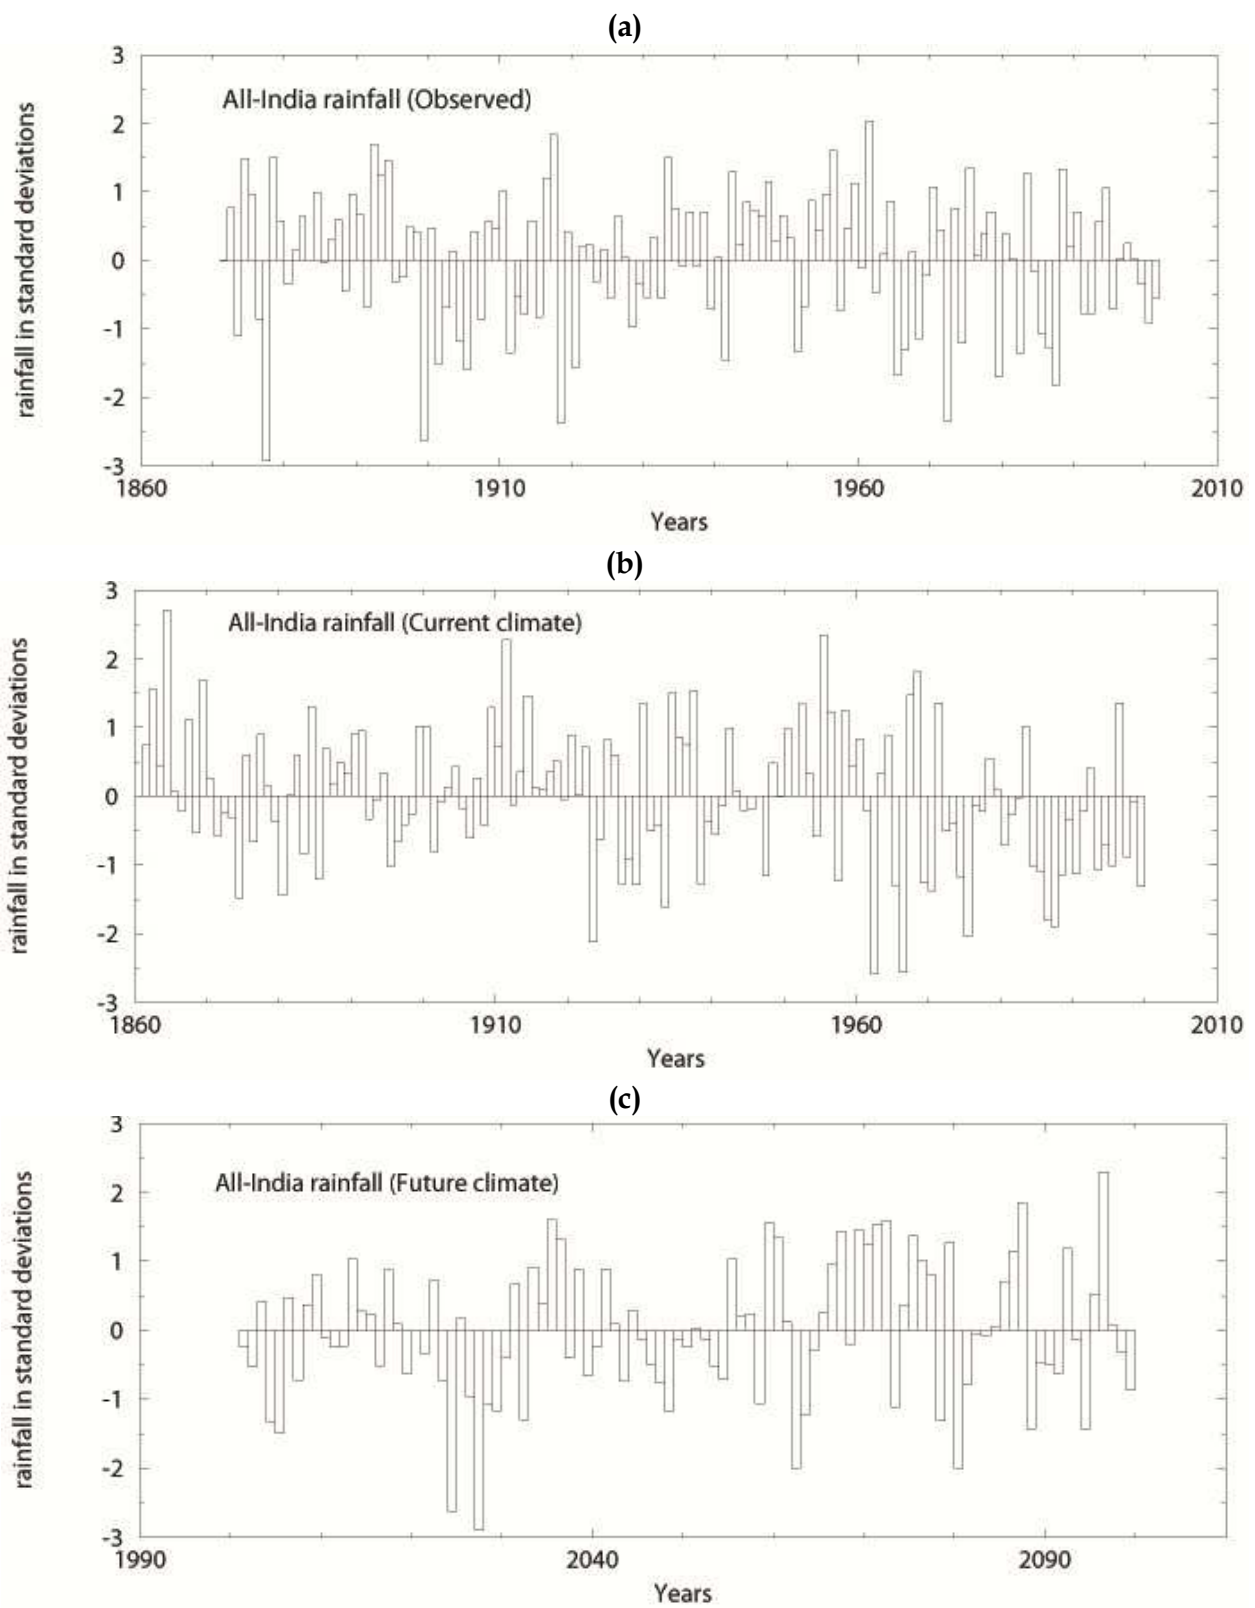 (a)
3
2
1
0
-1
-2
-3
rainfall in standard deviations
All-India rainfall (Observed)
1860
1910
1960
2010
Years
(b)
3
2
1
0
-1
-2
-3
rainfall in standard deviations
All-India rainfall (Current climate)
1860
1910
1960
2010
Years
(c)
3
2
1
0
-1
-2
-3
rainfall in standard deviations
All-India rainfall (Future climate)
1990
2040
2090
Years